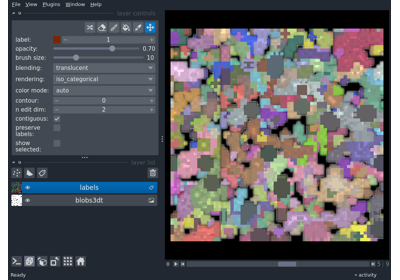 File View Plugins Window Help
layer controls
label: 1
opacity: 0.70
brush size: 10
blending: translucent
rendering: iso_categorical
color mode: auto
contour: 0
n edit dim: 2
contiguous:
preserve
labels:
show
selected:
layer list
labels
blobs3dt
Ready
activity